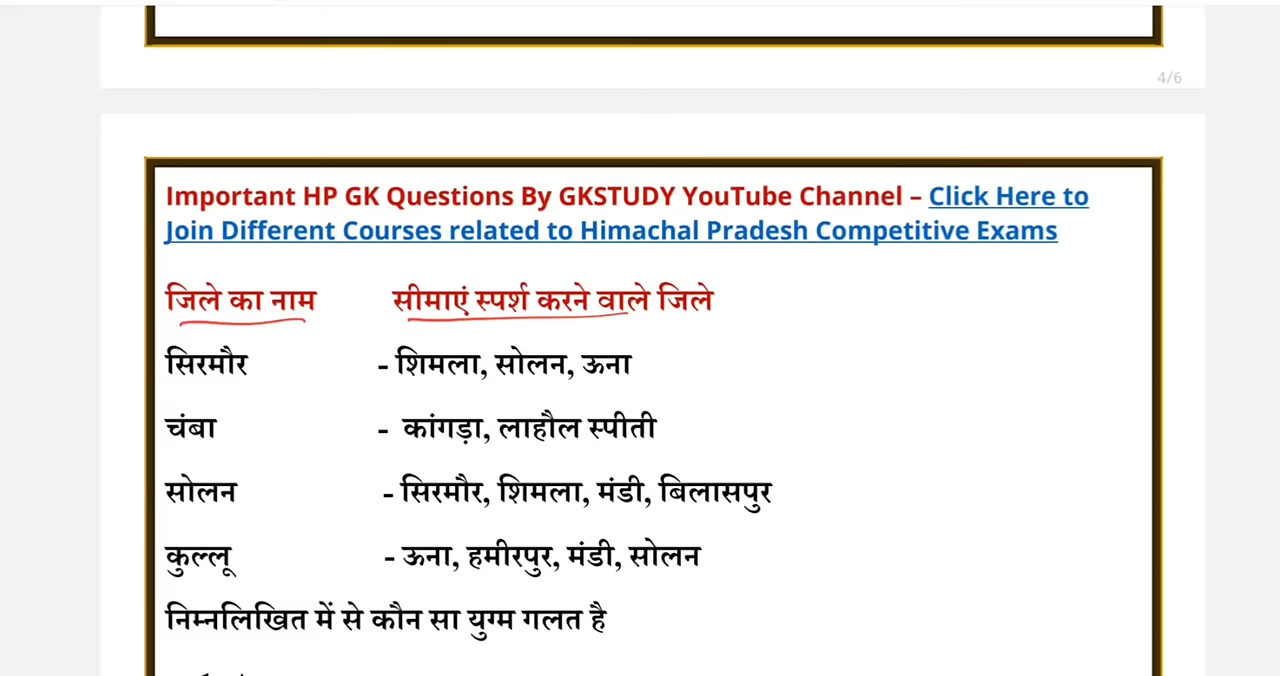 4/6
Important HP GK Questions By GKSTUDY YouTube Channel – Click Here to
Join Different Courses related to Himachal Pradesh Competitive Exams
जिले का नाम सीमाएं स्पर्श करने वाले जिले
सिरमौर - शिमला, सोलन, ऊना
चंबा - कांगड़ा, लाहौल स्पीती
सोलन - सिरमौर, शिमला, मंडी, बिलासपुर
कुल्लू - ऊना, हमीरपुर, मंडी, सोलन
निम्नलिखित में से कौन सा युग्म गलत है